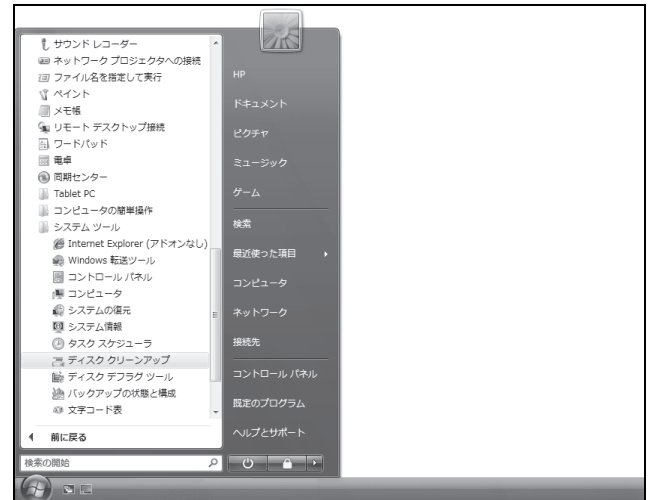 サウンド レコーダー
ネットワーク プロジェクタへの接続
ファイル名を指定して実行
ペイント
メモ帳
リモート デスクトップ接続
ワードパッド
電卓
同期センター
Tablet PC
コンピュータの簡単操作
システム ツール
Internet Explorer (アドオンなし)
Windows 転送ツール
コントロール パネル
コンピュータ
システムの復元
システム情報
タスク スケジューラ
ディスク クリーンアップ
ディスク デフラグ ツール
バックアップの状態と構成
文字コード表
前に戻る
検索の開始
HP
ドキュメント
ピクチャ
ミュージック
ゲーム
検索
最近使った項目
コンピュータ
ネットワーク
接続先
コントロール パネル
既定のプログラム
ヘルプとサポート